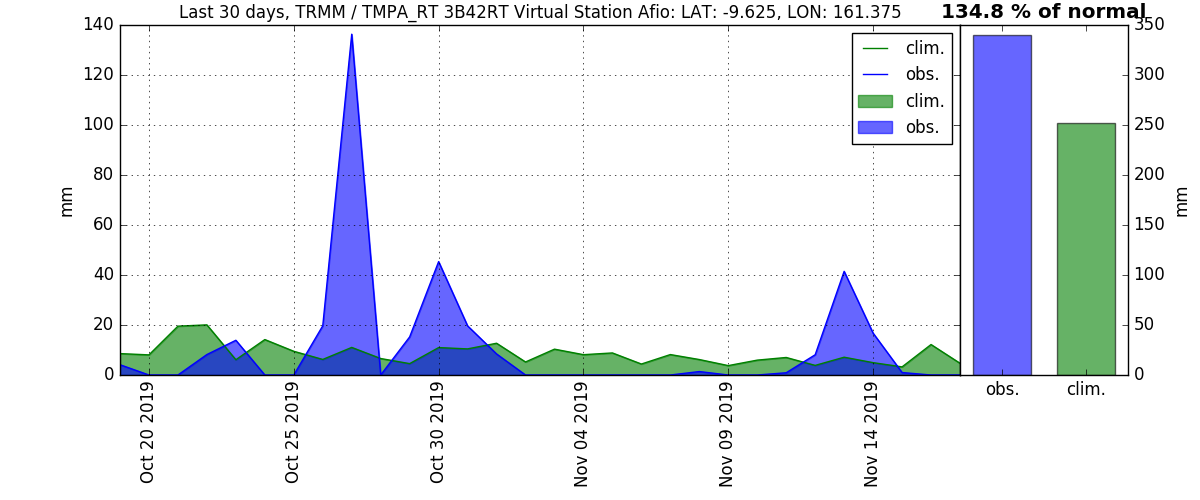 Last 30 days, TRMM / TMPA_RT 3B42RT Virtual Station Afio: LAT: -9.625, LON: 161.375
134.8 % of normal
140
120
100
80
60
40
20
0
mm
clim.
obs.
clim.
obs.
350
300
250
200
150
100
50
0
mm
Oct 20 2019
Oct 25 2019
Oct 30 2019
Nov 04 2019
Nov 09 2019
Nov 14 2019
obs.
clim.